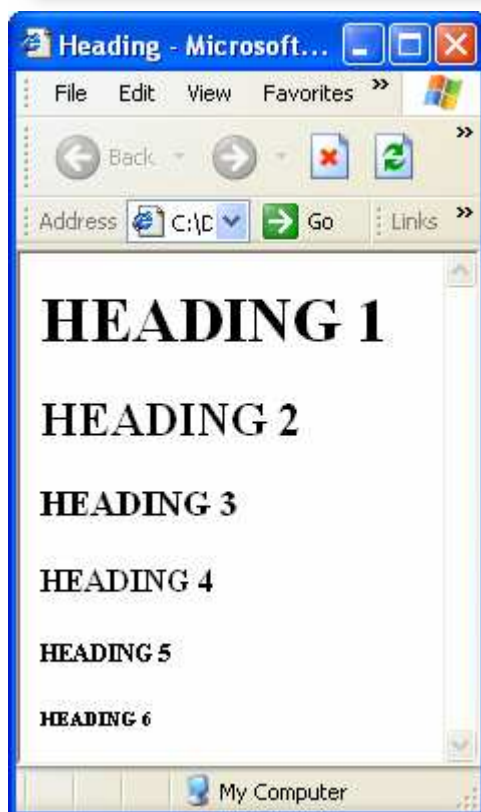 Heading - Microsoft...
File Edit View Favorites »
Back »
Address C:\D Go Links »
HEADING 1
HEADING 2
HEADING 3
HEADING 4
HEADING 5
HEADING 6
My Computer